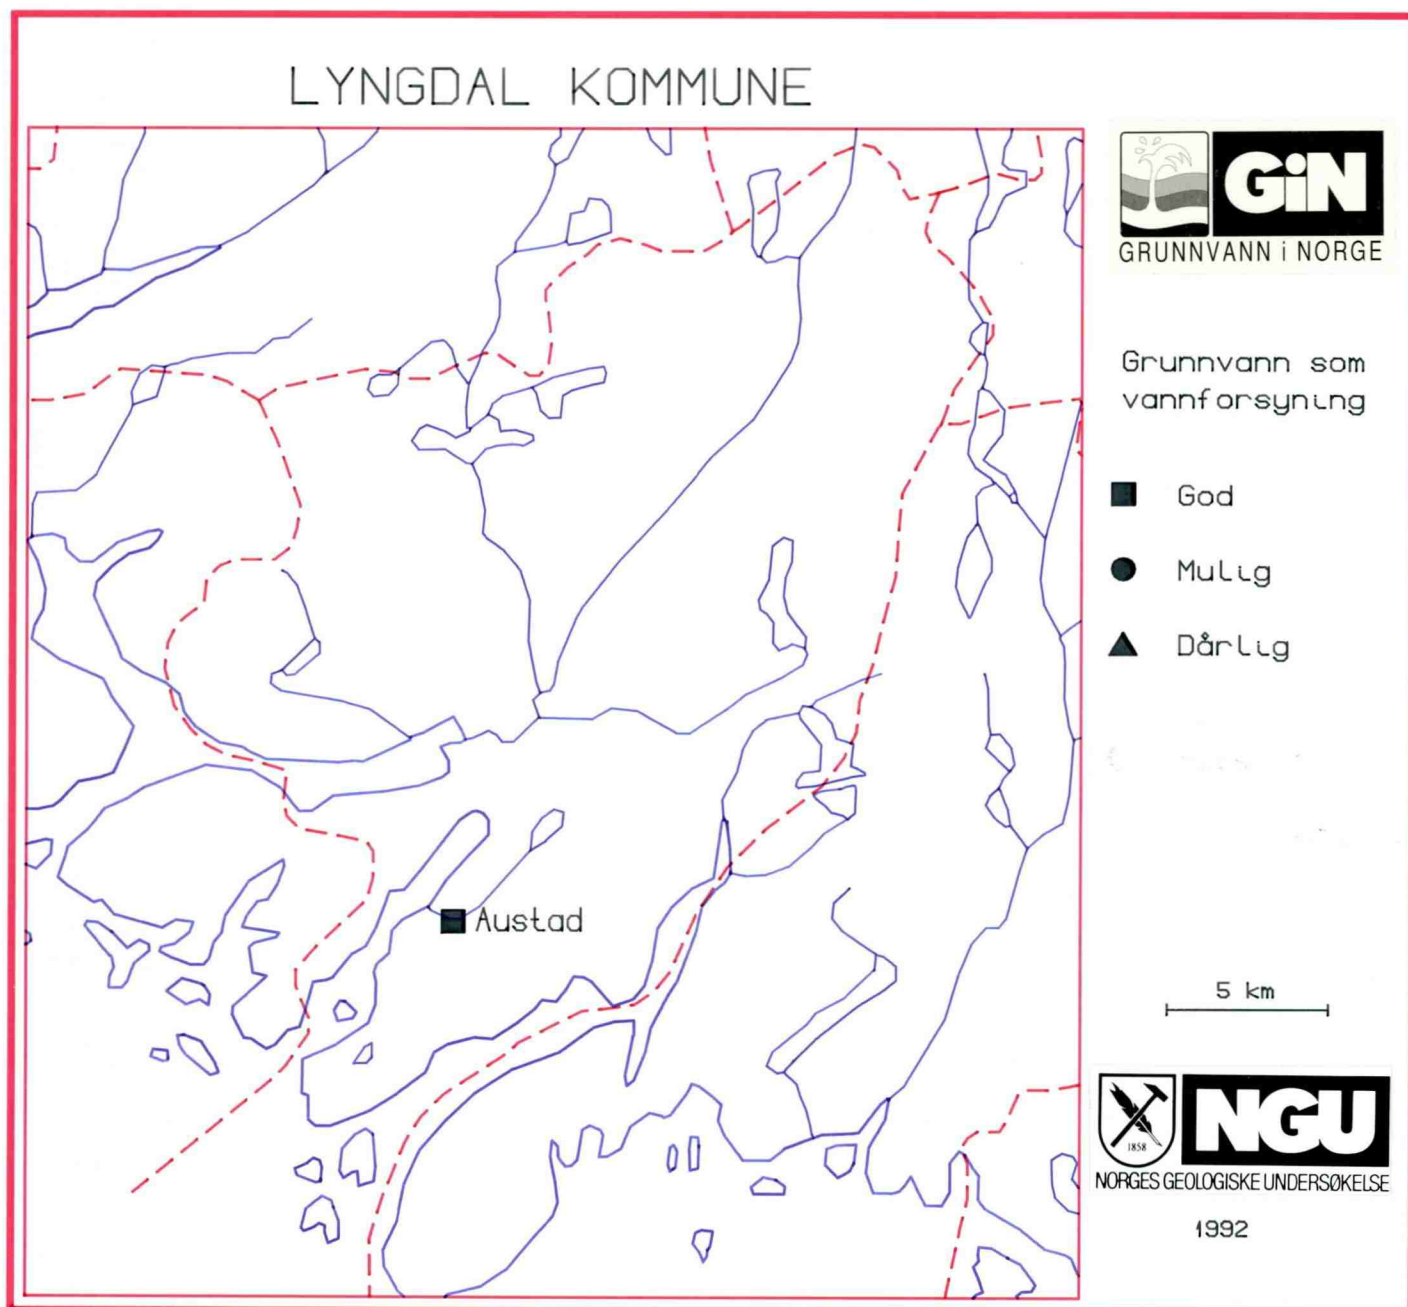 LYNGDAL KOMMUNE
GiN
GRUNNVANN i NORGE
Grunnvann som
vannforsyning
God
Mulig
Dårlig
Austad
5 km
1858
NGU
NORGES GEOLOGISKE UNDERSØKELSE
1992